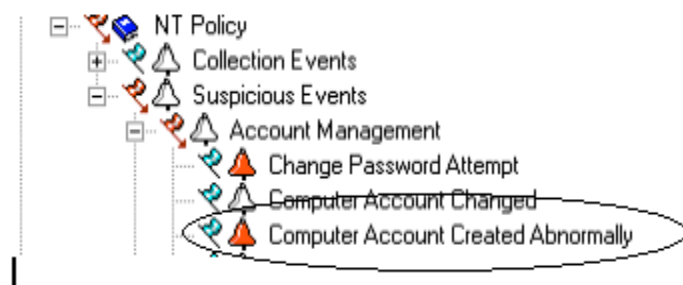 NT Policy
Collection Events
Suspicious Events
Account Management
Change Password Attempt
Computer Account Changed
Computer Account Created Abnormally